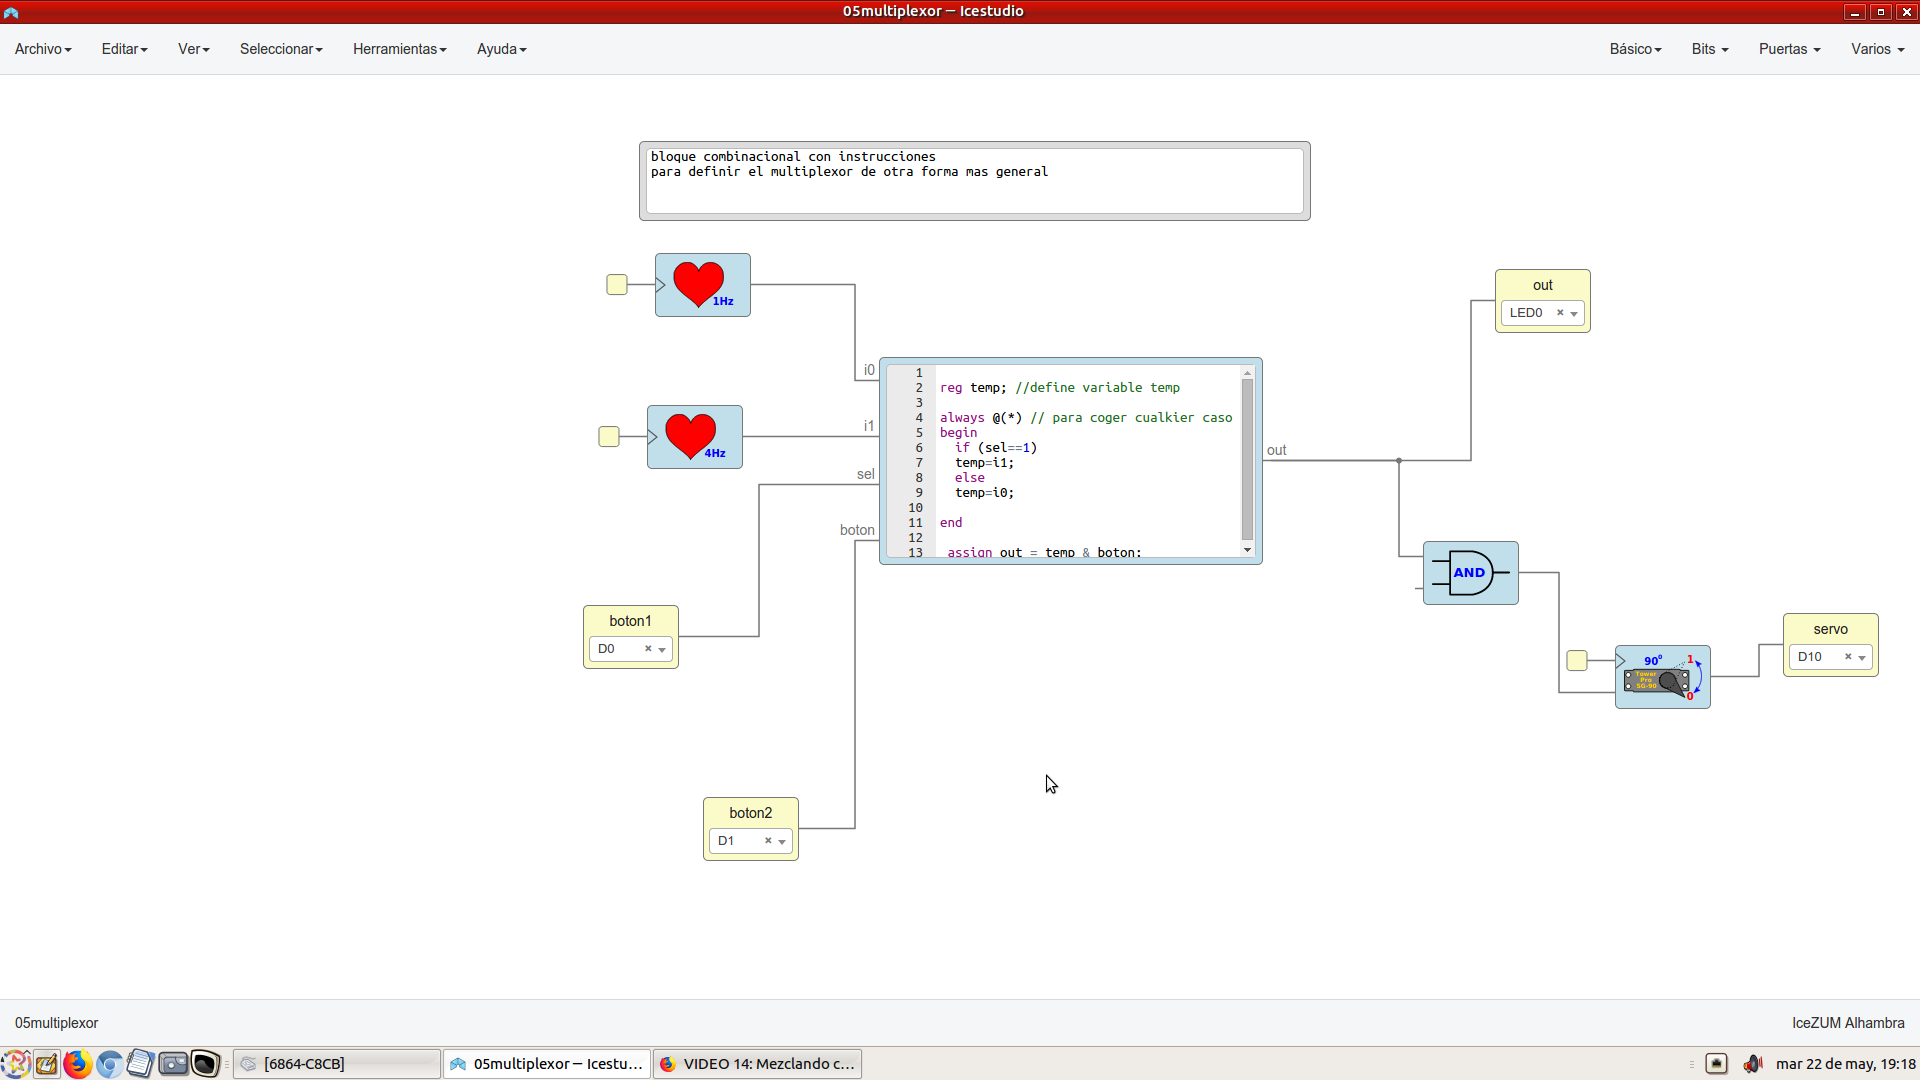 05multiplexor — Icestudio
Archivo Editar Ver Seleccionar Herramientas Ayuda Básico Bits Puertas Varios
bloque combinacional con instrucciones
para definir el multiplexor de otra forma mas general
1Hz
4Hz
i0
i1
sel
boton
1
2 reg temp; //define variable temp
3
4 always @(*) // para coger cualkier caso
5 begin
6 if (sel==1)
7 temp=i1;
8 else
9 temp=i0;
10
11 end
12
13 assign out = temp & boton;
out
out
LED0
AND
boton1
D0
boton2
D1
90º 1
Tower
Pro
SG-90
0
servo
D10
05multiplexor IceZUM Alhambra
[6864-C8CB] 05multiplexor — Icestu... VIDEO 14: Mezclando c... mar 22 de may, 19:18